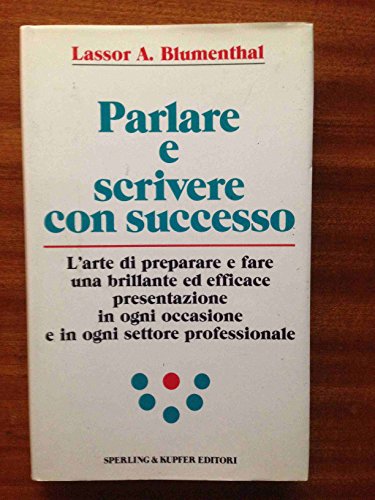 Lassor A. Blumenthal
Parlare
e
scrivere
con successo
L'arte di preparare e fare
una brillante ed efficace
presentazione
in ogni occasione
e in ogni settore professionale
SPERLING & KUPFER EDITORI